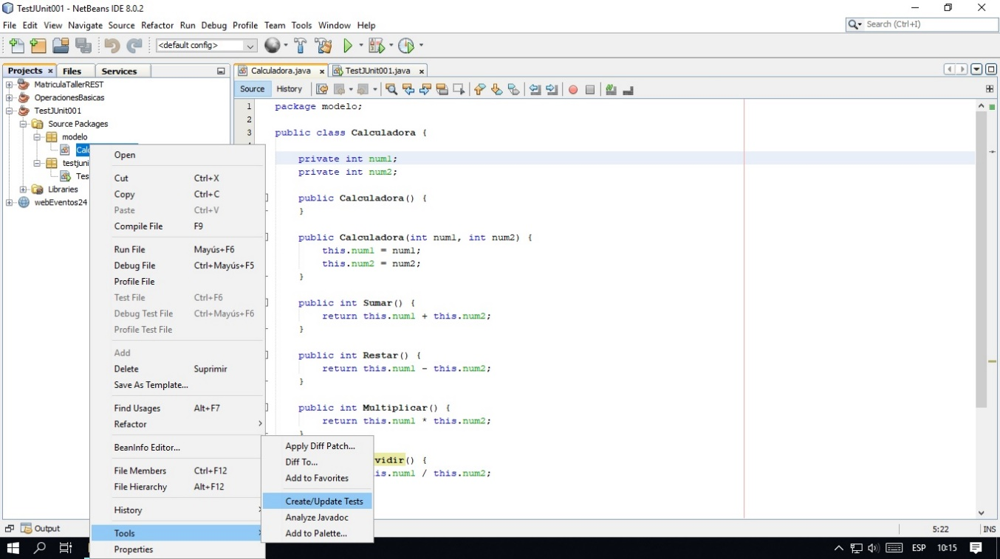 TestJUnit001 - NetBeans IDE 8.0.2
File Edit View Navigate Source Refactor Run Debug Profile Team Tools Window Help
Search (Ctrl+I)
<default config>
Projects × Files Services
Calculadora.java × TestJUnit001.java ×
Source History
MatriculaTallerREST
OperacionesBasicas
TestJUnit001
Source Packages
modelo
Calc
testjuni
Tes
Libraries
webEventos24
1 package modelo;
2
3 public class Calculadora {
private int num1;
private int num2;
public Calculadora() {
}
public Calculadora(int num1, int num2) {
this.num1 = num1;
this.num2 = num2;
}
public int Sumar() {
return this.num1 + this.num2;
}
public int Restar() {
return this.num1 - this.num2;
}
public int Multiplicar() {
return this.num1 * this.num2;
}
vidir() {
is.num1 / this.num2;
Open
Cut Ctrl+X
Copy Ctrl+C
Paste Ctrl+V
Compile File F9
Run File Mayús+F6
Debug File Ctrl+Mayús+F5
Profile File
Test File Ctrl+F6
Debug Test File Ctrl+Mayús+F6
Profile Test File
Add
Delete Suprimir
Save As Template...
Find Usages Alt+F7
Refactor
BeanInfo Editor...
File Members Ctrl+F12
File Hierarchy Alt+F12
History
Tools
Properties
Apply Diff Patch...
Diff To...
Add to Favorites
Create/Update Tests
Analyze Javadoc
Add to Palette...
Output
5:22 INS
ESP 10:15